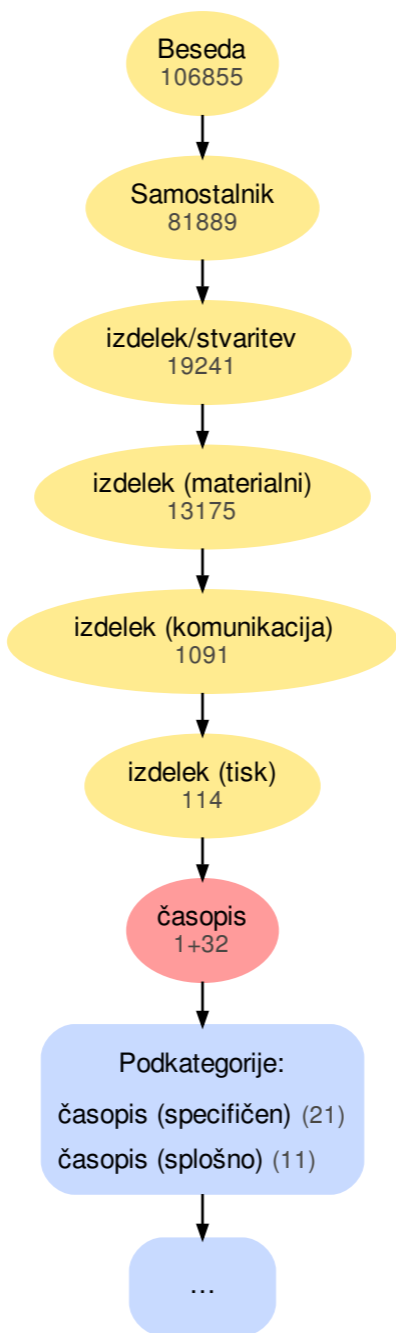 Beseda
106855
Samostalnik
81889
izdelek/stvaritev
19241
izdelek (materialni)
13175
izdelek (komunikacija)
1091
izdelek (tisk)
114
časopis
1+32
Podkategorije:
časopis (specifičen) (21)
časopis (splošno) (11)
...